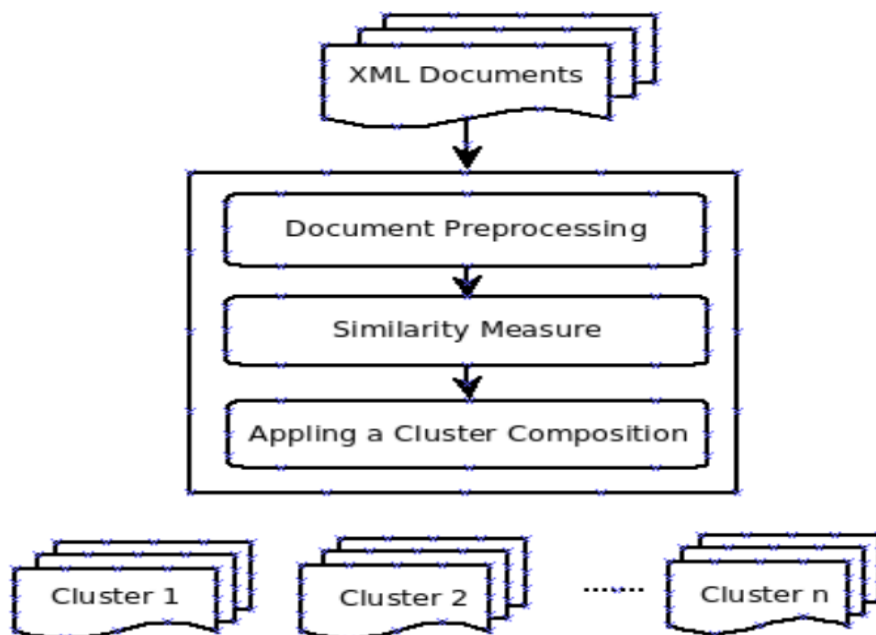 XML Documents
Document Preprocessing
Similarity Measure
Appling a Cluster Composition
Cluster 1
Cluster 2
Cluster n